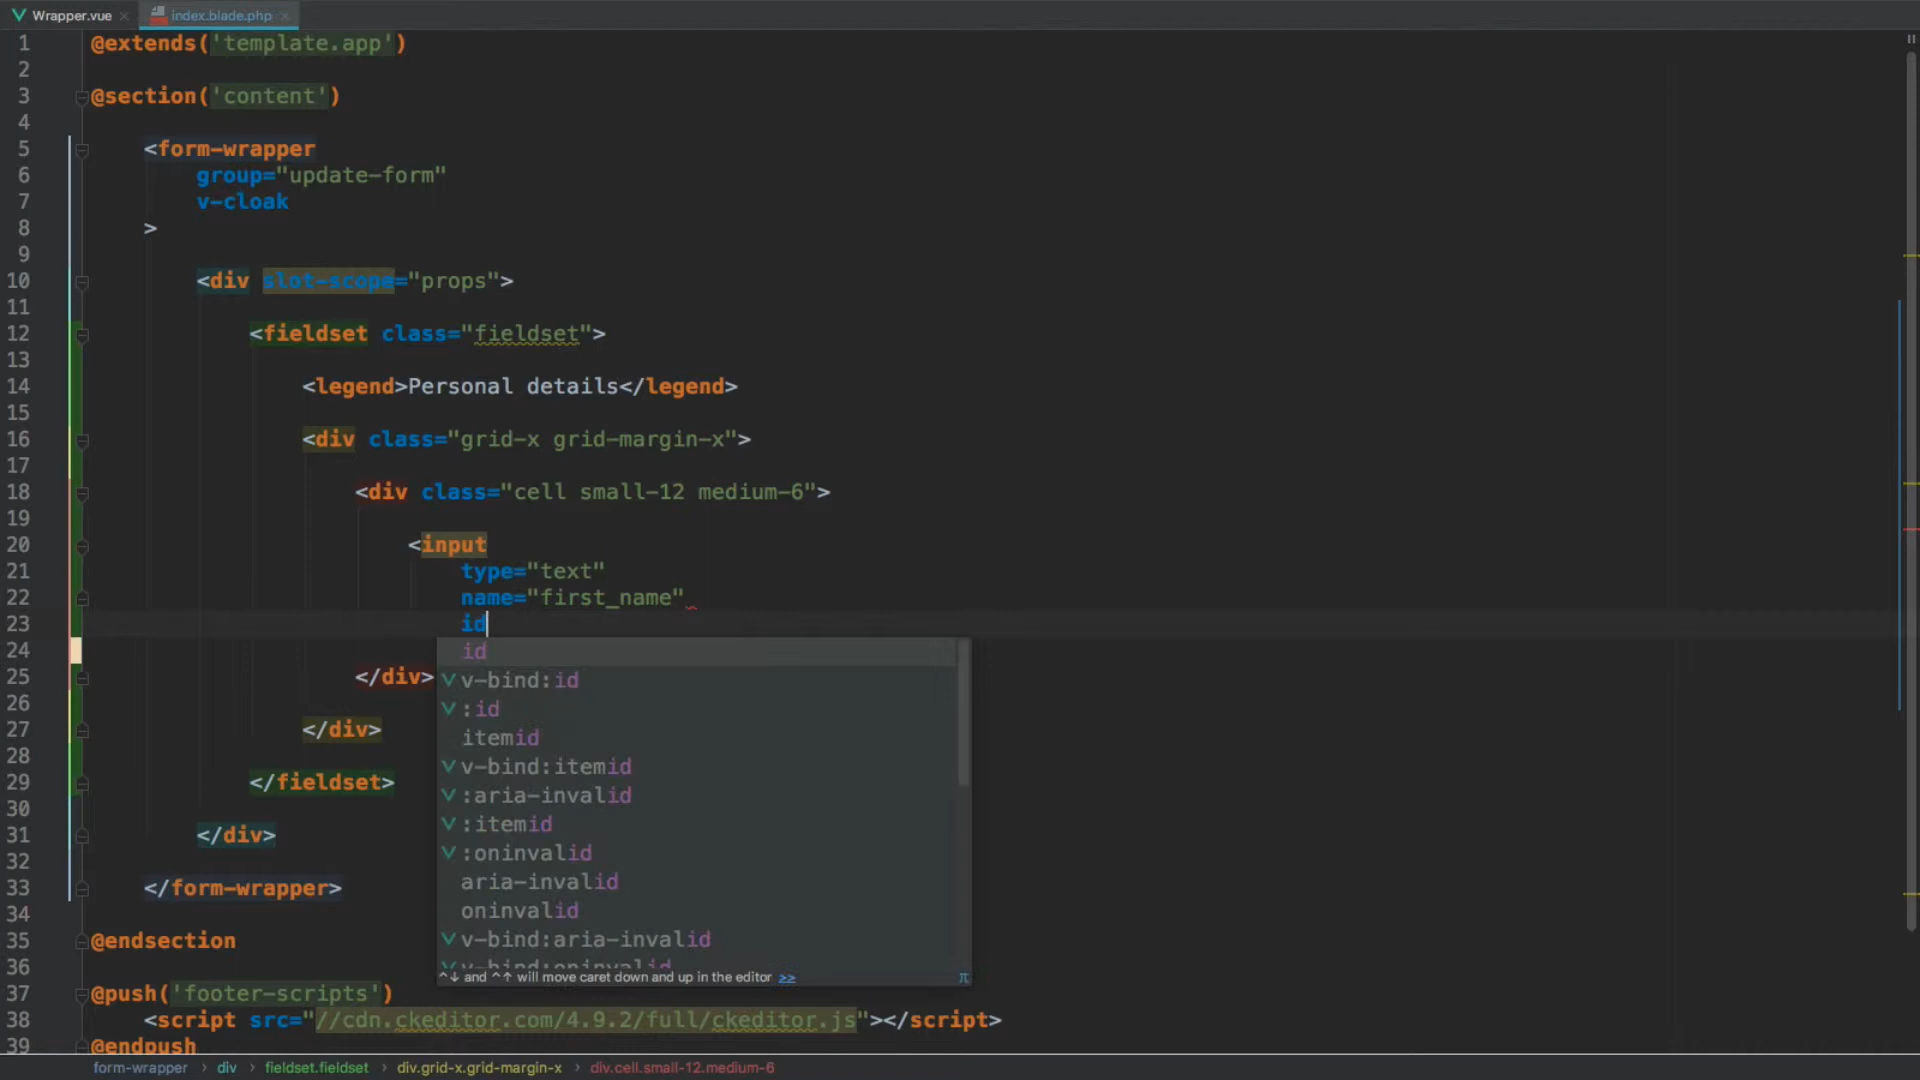 Wrapper.vue × index.blade.php ×
1 @extends('template.app')
2
3 @section('content')
4
5 <form-wrapper
6 group="update-form"
7 v-cloak
8 >
9
10 <div slot-scope="props">
11
12 <fieldset class="fieldset">
13
14 <legend>Personal details</legend>
15
16 <div class="grid-x grid-margin-x">
17
18 <div class="cell small-12 medium-6">
19
20 <input
21 type="text"
22 name="first_name"
23 id
24 id
25 </div> v-bind:id
:id
26
27 </div> itemid
v-bind:itemid
28
29 </fieldset> :aria-invalid
:itemid
30
31 </div> :oninvalid
32
aria-invalid
33 </form-wrapper>
34 oninvalid
35 @endsection v-bind:aria-invalid
v-bind:oninvalid
36 ^↓ and ^↑ will move caret down and up in the editor >> π
37 @push('footer-scripts')
38 <script src="//cdn.ckeditor.com/4.9.2/full/ckeditor.js"></script>
39 @endpush
form-wrapper › div › fieldset.fieldset › div.grid-x.grid-margin-x › div.cell.small-12.medium-6